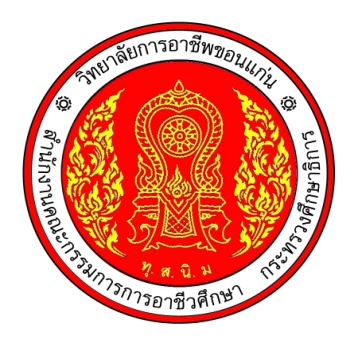 วิทยาลัยการอาชีพขอนแก่น
ทุ. ส. นิ. ม
สำนักงานคณะกรรมการการอาชีวศึกษา กระทรวงศึกษาธิการ